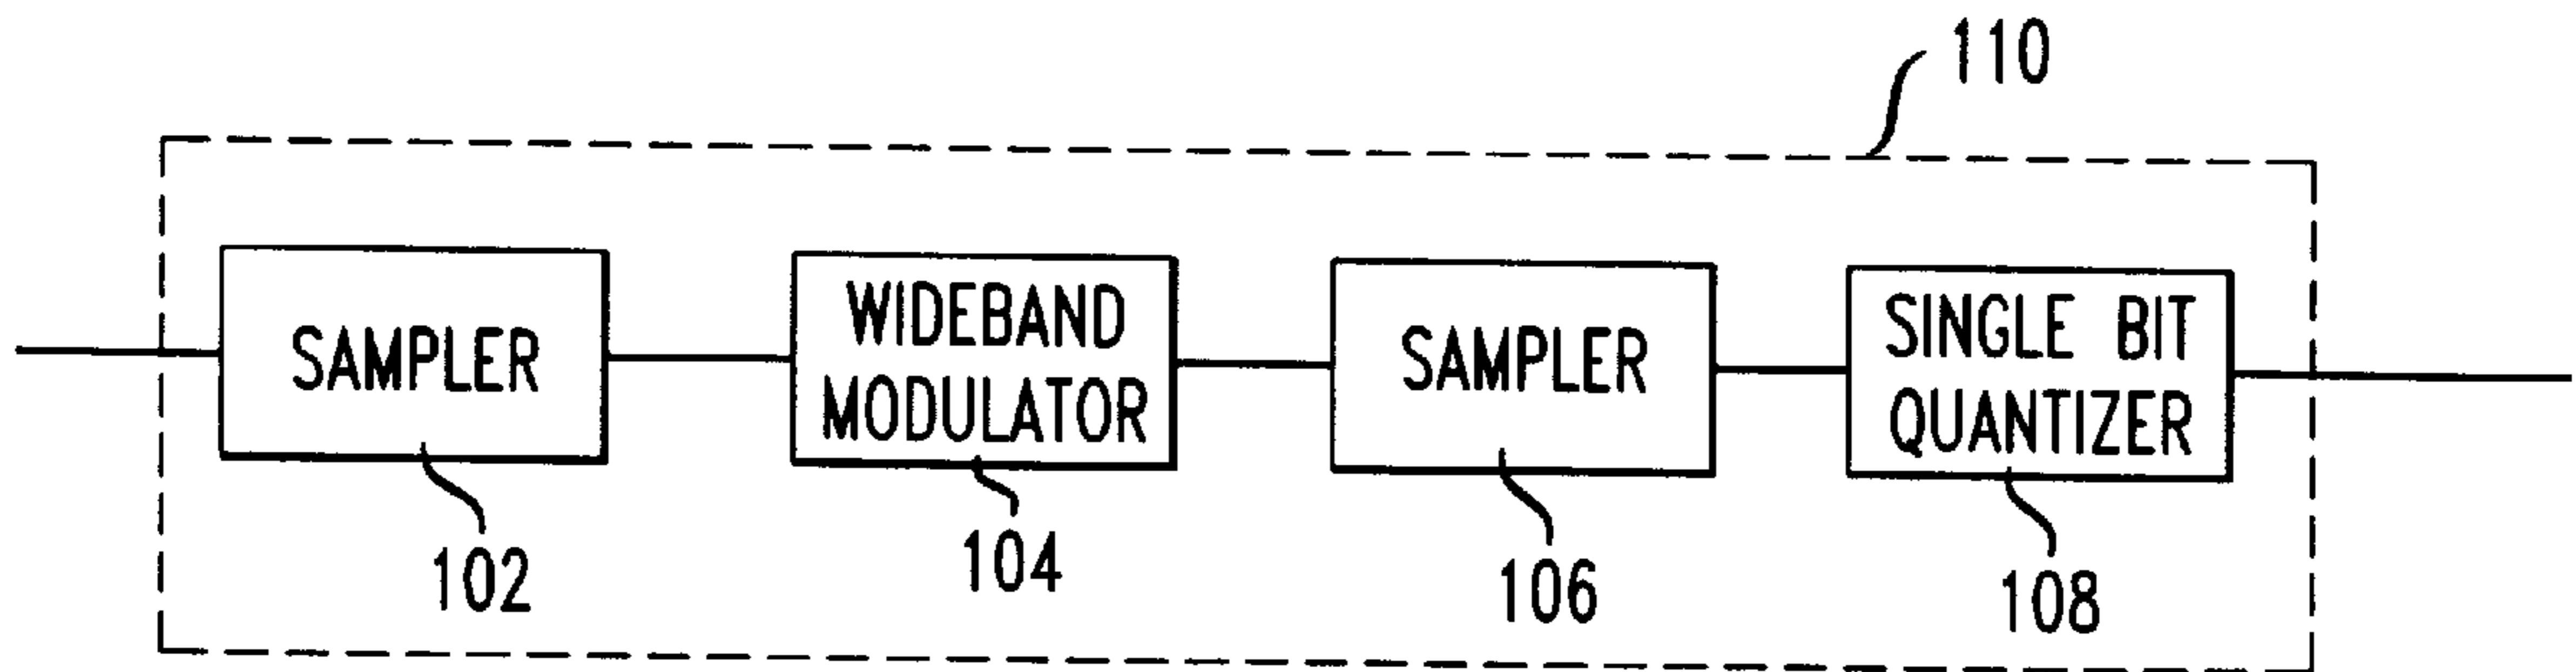 110
SAMPLER
WIDEBAND
MODULATOR
SAMPLER
SINGLE BIT
QUANTIZER
102
104
106
108